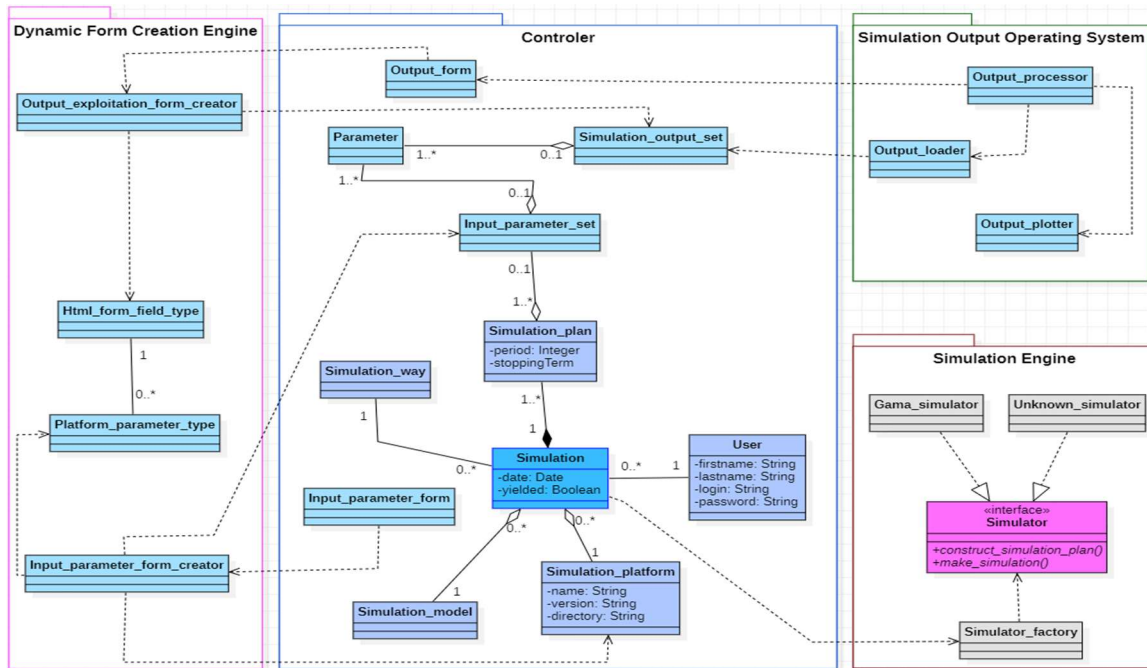 Dynamic Form Creation Engine
Output_exploitation_form_creator
Html_form_field_type
1
0..*
Platform_parameter_type
Input_parameter_form_creator
Controler
Output_form
Parameter
1..*
0..1
Simulation_output_set
1..*
0..1
Input_parameter_set
0..1
1..*
Simulation_plan
-period: Integer
-stoppingTerm
Simulation_way
1
1..*
1
0..*
Simulation
-date: Date
-yielded: Boolean
0..*
1
User
-firstname: String
-lastname: String
-login: String
-password: String
Input_parameter_form
0..*
0..*
1
1
Simulation_model
Simulation_platform
-name: String
-version: String
-directory: String
Simulation Output Operating System
Output_processor
Output_loader
Output_plotter
Simulation Engine
Gama_simulator
Unknown_simulator
«interface»
Simulator
+construct_simulation_plan()
+make_simulation()
Simulator_factory